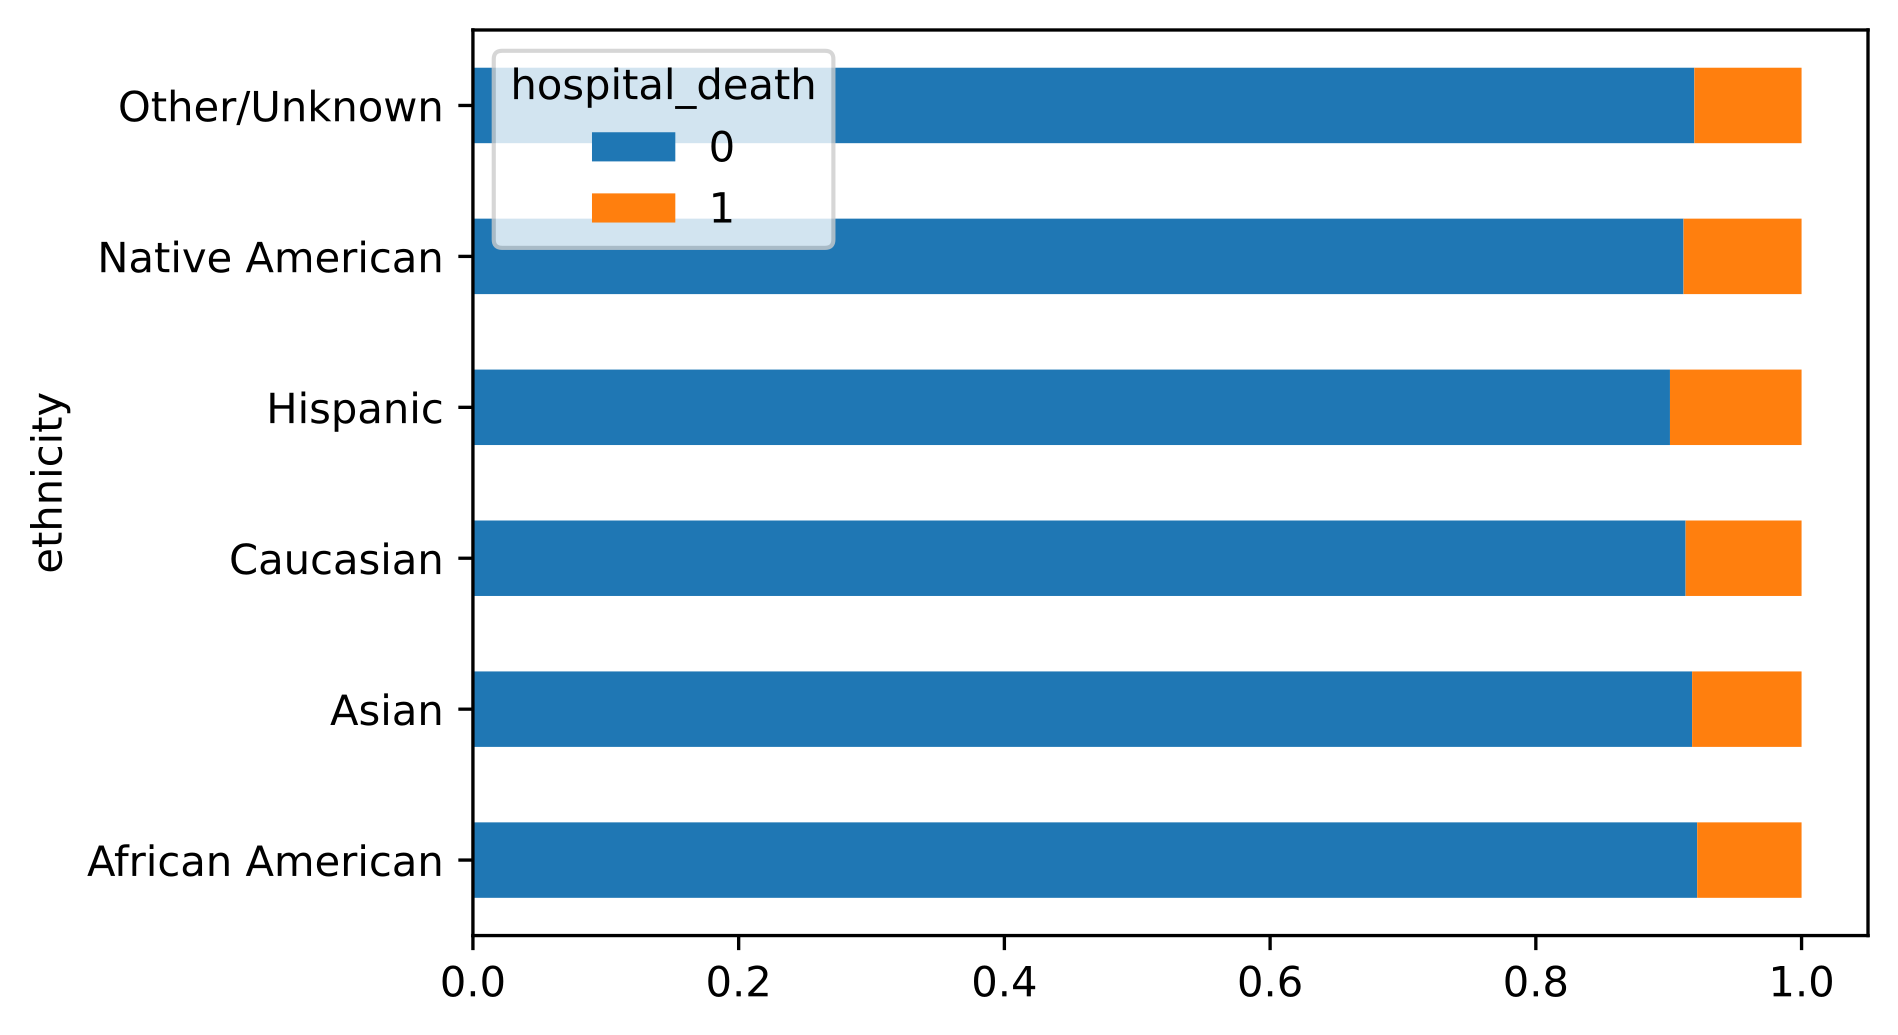 hospital_death
0
1
Other/Unknown
Native American
Hispanic
Caucasian
Asian
African American
ethnicity
0.0 0.2 0.4 0.6 0.8 1.0